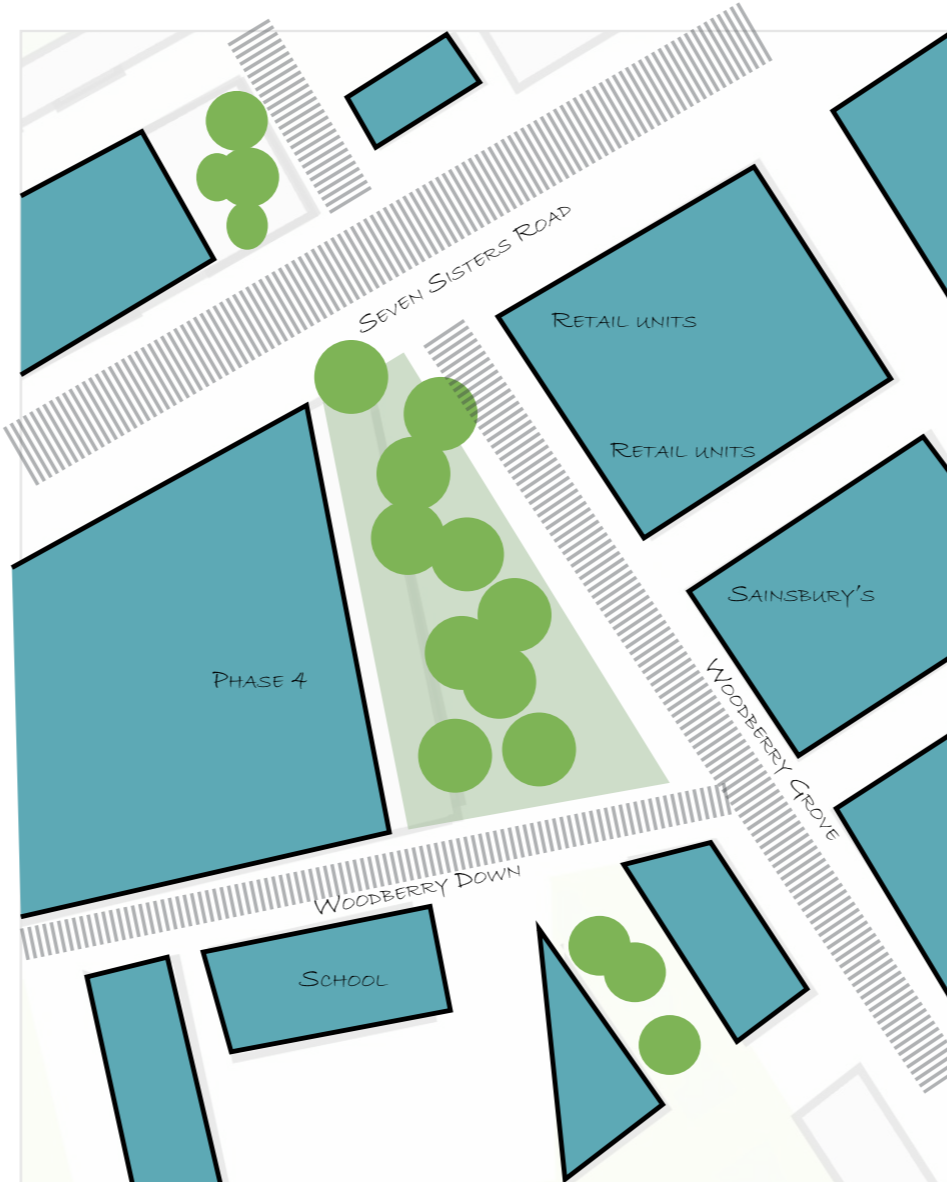 Seven Sisters Road
Retail units
Retail units
Sainsbury's
Phase 4
Woodberry Grove
Woodberry Down
School